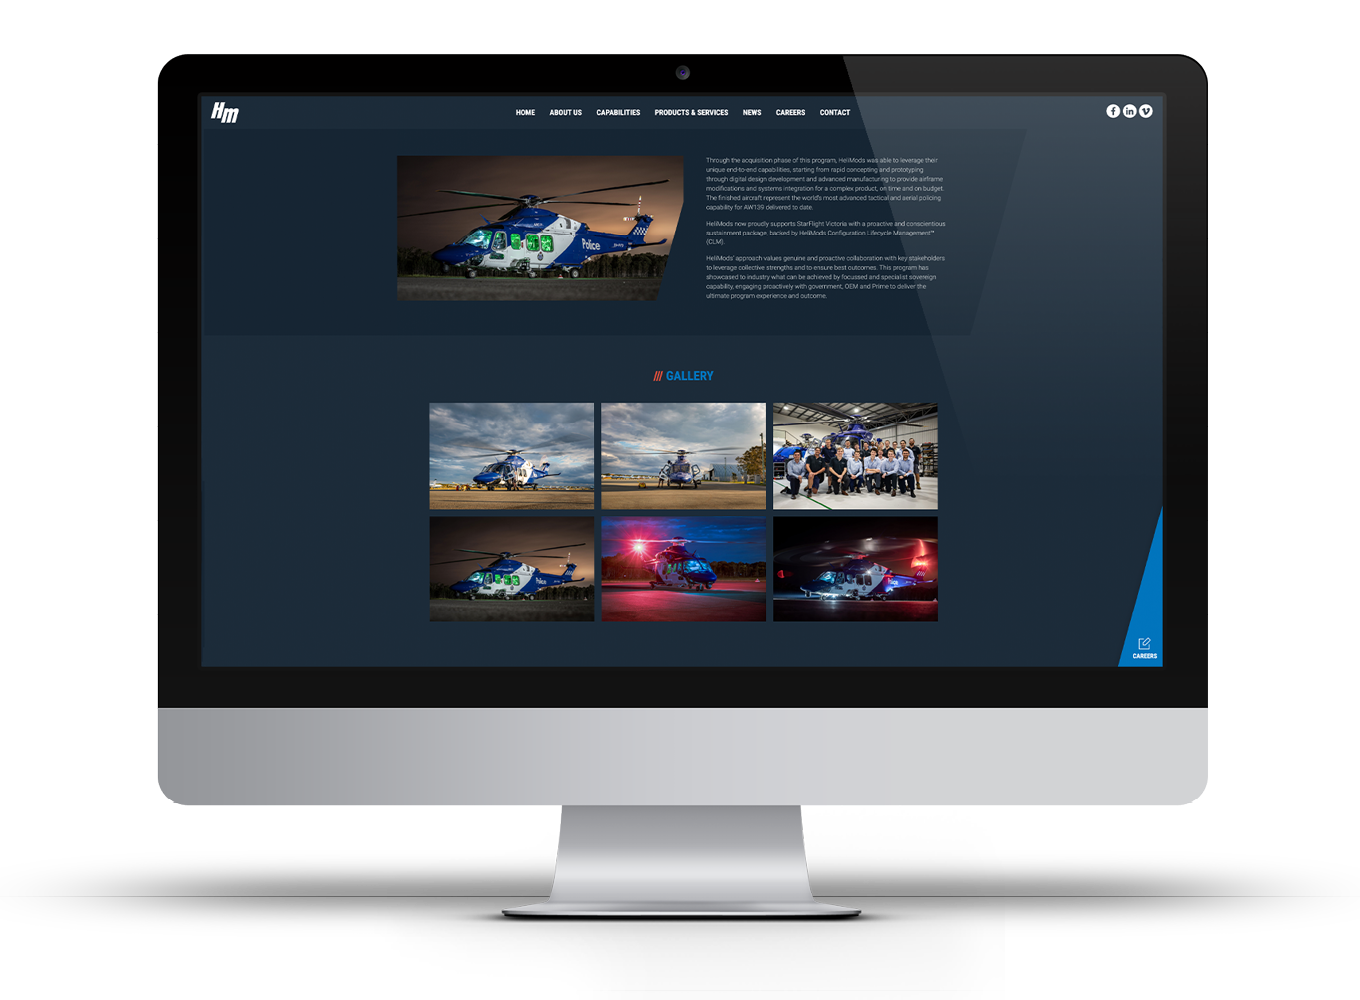 Hm
HOME ABOUT US CAPABILITIES PRODUCTS & SERVICES NEWS CAREERS CONTACT
f in v
Through the acquisition phase of this program, HeliMods was able to leverage their
unique end-to-end capabilities, starting from rapid concepting and prototyping
through digital design development and advanced manufacturing to provide airframe
modifications and systems integration for a complex product, on time and on budget.
The finished aircraft represent the world's most advanced tactical and aerial policing
capability for AW139 delivered to date.
HeliMods now proudly supports StarFlight Victoria with a proactive and conscientious
sustainment package, backed by HeliMods Configuration Lifecycle Management™
(CLM).
HeliMods' approach values genuine and proactive collaboration with key stakeholders
to leverage collective strengths and to ensure best outcomes. This program has
showcased to industry what can be achieved by focussed and specialist sovereign
capability, engaging proactively with government, OEM and Prime to deliver the
ultimate program experience and outcome.
Police
/// GALLERY
Police
CAREERS